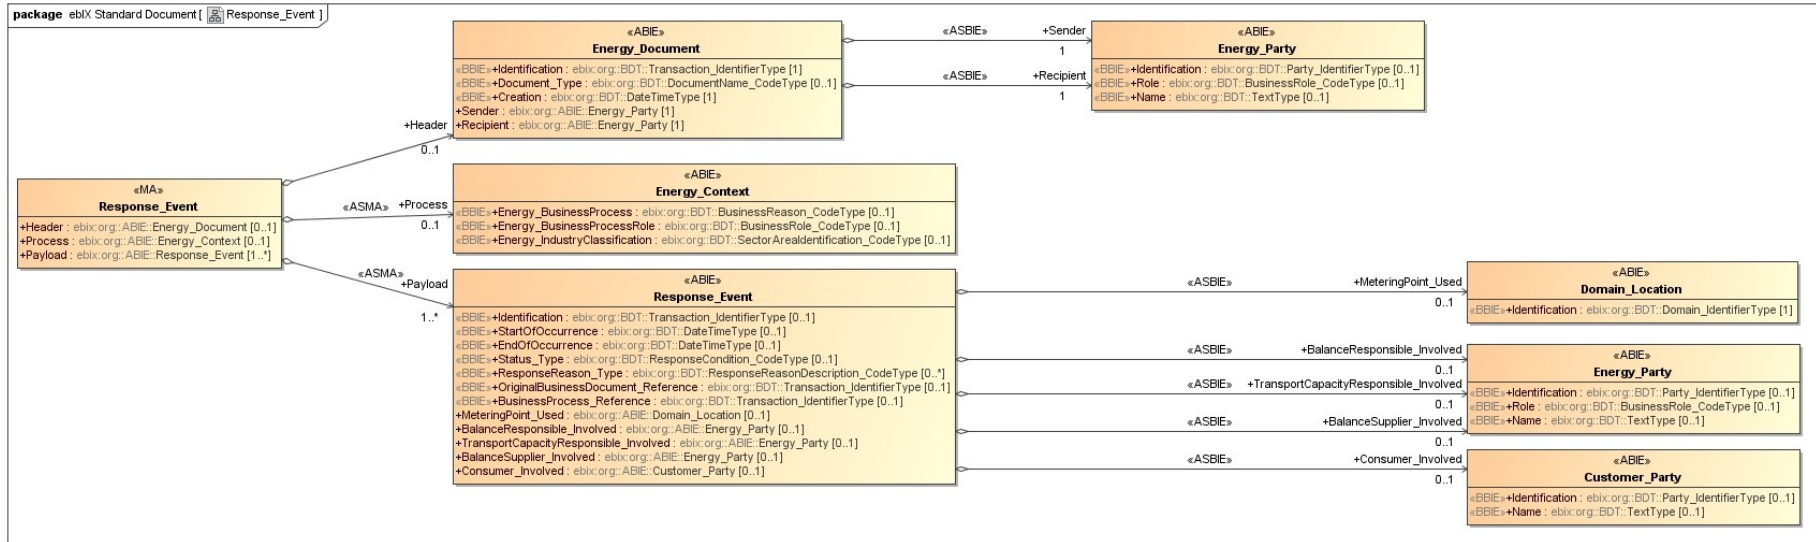 package ebIX Standard Document [ Response_Event ]
«ABIE»
Energy_Document
«BBIE»+Identification : ebix:org::BDT::Transaction_IdentifierType [1]
«BBIE»+Document_Type : ebix:org::BDT::DocumentName_CodeType [0..1]
«BBIE»+Creation : ebix:org::BDT::DateTimeType [1]
+Sender : ebix:org::ABIE::Energy_Party [1]
+Recipient : ebix:org::ABIE::Energy_Party [1]
«ASBIE»
+Sender
1
«ASBIE»
+Recipient
1
«ABIE»
Energy_Party
«BBIE»+Identification : ebix:org::BDT::Party_IdentifierType [0..1]
«BBIE»+Role : ebix:org::BDT::BusinessRole_CodeType [0..1]
«BBIE»+Name : ebix:org::BDT::TextType [0..1]
+Header
0..1
«MA»
Response_Event
+Header : ebix:org::ABIE::Energy_Document [0..1]
+Process : ebix:org::ABIE::Energy_Context [0..1]
+Payload : ebix:org::ABIE::Response_Event [1..*]
«ASMA»
+Process
0..1
«ABIE»
Energy_Context
«BBIE»+Energy_BusinessProcess : ebix:org::BDT::BusinessReason_CodeType [0..1]
«BBIE»+Energy_BusinessProcessRole : ebix:org::BDT::BusinessRole_CodeType [0..1]
«BBIE»+Energy_IndustryClassification : ebix:org::BDT::SectorAreaIdentification_CodeType [0..1]
«ASMA»
+Payload
1..*
«ABIE»
Response_Event
«BBIE»+Identification : ebix:org::BDT::Transaction_IdentifierType [0..1]
«BBIE»+StartOfOccurrence : ebix:org::BDT::DateTimeType [0..1]
«BBIE»+EndOfOccurrence : ebix:org::BDT::DateTimeType [0..1]
«BBIE»+Status_Type : ebix:org::BDT::ResponseCondition_CodeType [0..1]
«BBIE»+ResponseReason_Type : ebix:org::BDT::ResponseReasonDescription_CodeType [0..*]
«BBIE»+OriginalBusinessDocument_Reference : ebix:org::BDT::Transaction_IdentifierType [0..1]
«BBIE»+BusinessProcess_Reference : ebix:org::BDT::Transaction_IdentifierType [0..1]
+MeteringPoint_Used : ebix:org::ABIE::Domain_Location [0..1]
+BalanceResponsible_Involved : ebix:org::ABIE::Energy_Party [0..1]
+TransportCapacityResponsible_Involved : ebix:org::ABIE::Energy_Party [0..1]
+BalanceSupplier_Involved : ebix:org::ABIE::Energy_Party [0..1]
+Consumer_Involved : ebix:org::ABIE::Customer_Party [0..1]
«ASBIE»
+MeteringPoint_Used
0..1
«ABIE»
Domain_Location
«BBIE»+Identification : ebix:org::BDT::Domain_IdentifierType [1]
«ASBIE»
+BalanceResponsible_Involved
0..1
«ASBIE»
+TransportCapacityResponsible_Involved
0..1
«ASBIE»
+BalanceSupplier_Involved
0..1
«ABIE»
Energy_Party
«BBIE»+Identification : ebix:org::BDT::Party_IdentifierType [0..1]
«BBIE»+Role : ebix:org::BDT::BusinessRole_CodeType [0..1]
«BBIE»+Name : ebix:org::BDT::TextType [0..1]
«ASBIE»
+Consumer_Involved
0..1
«ABIE»
Customer_Party
«BBIE»+Identification : ebix:org::BDT::Party_IdentifierType [0..1]
«BBIE»+Name : ebix:org::BDT::TextType [0..1]